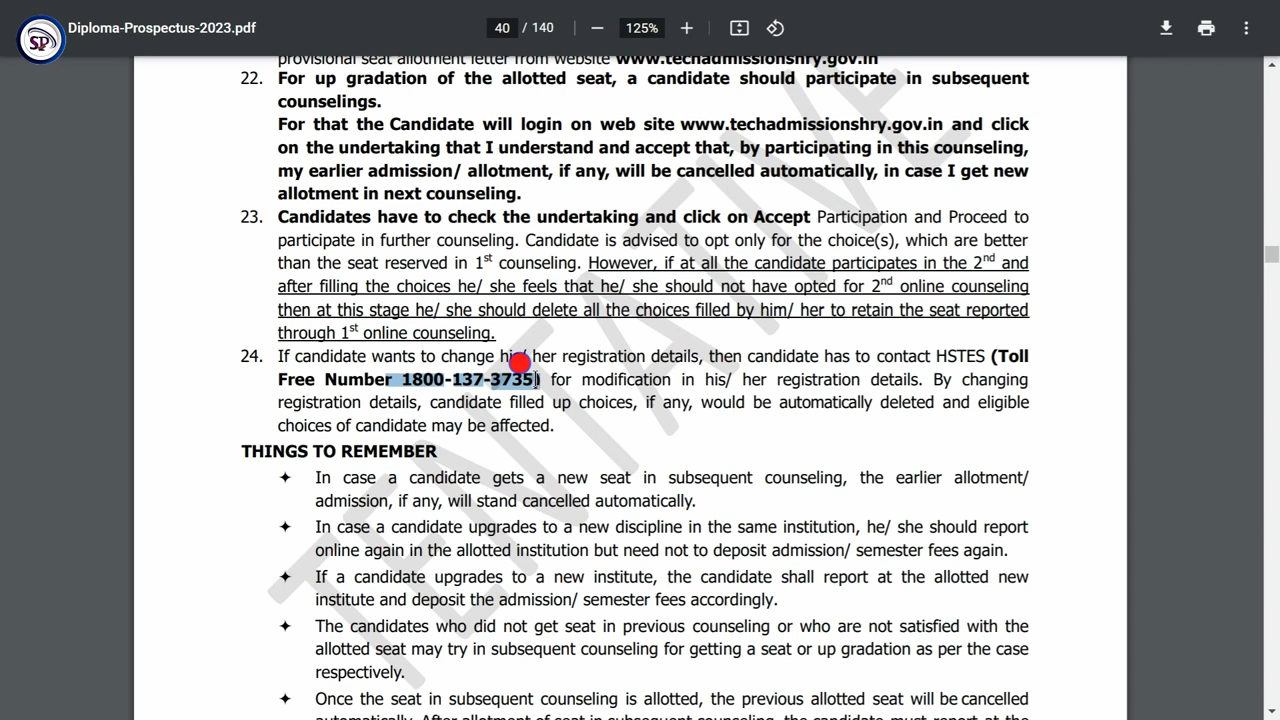 SP
Diploma-Prospectus-2023.pdf
40 / 140
125%
provisional seat allotment letter from website www.techadmissionshry.gov.in
22. For up gradation of the allotted seat, a candidate should participate in subsequent
counselings.
For that the Candidate will login on web site www.techadmissionshry.gov.in and click
on the undertaking that I understand and accept that, by participating in this counseling,
my earlier admission/ allotment, if any, will be cancelled automatically, in case I get new
allotment in next counseling.
23. Candidates have to check the undertaking and click on Accept Participation and Proceed to
participate in further counseling. Candidate is advised to opt only for the choice(s), which are better
than the seat reserved in 1st counseling. However, if at all the candidate participates in the 2nd and
after filling the choices he/ she feels that he/ she should not have opted for 2nd online counseling
then at this stage he/ she should delete all the choices filled by him/ her to retain the seat reported
through 1st online counseling.
24. If candidate wants to change his/ her registration details, then candidate has to contact HSTES (Toll
Free Number 1800-137-3735) for modification in his/ her registration details. By changing
registration details, candidate filled up choices, if any, would be automatically deleted and eligible
choices of candidate may be affected.
THINGS TO REMEMBER
✦ In case a candidate gets a new seat in subsequent counseling, the earlier allotment/
admission, if any, will stand cancelled automatically.
✦ In case a candidate upgrades to a new discipline in the same institution, he/ she should report
online again in the allotted institution but need not to deposit admission/ semester fees again.
✦ If a candidate upgrades to a new institute, the candidate shall report at the allotted new
institute and deposit the admission/ semester fees accordingly.
✦ The candidates who did not get seat in previous counseling or who are not satisfied with the
allotted seat may try in subsequent counseling for getting a seat or up gradation as per the case
respectively.
✦ Once the seat in subsequent counseling is allotted, the previous allotted seat will be cancelled
automatically. After allotment of seat in subsequent counseling, the candidate must report at the
TENTATIVE